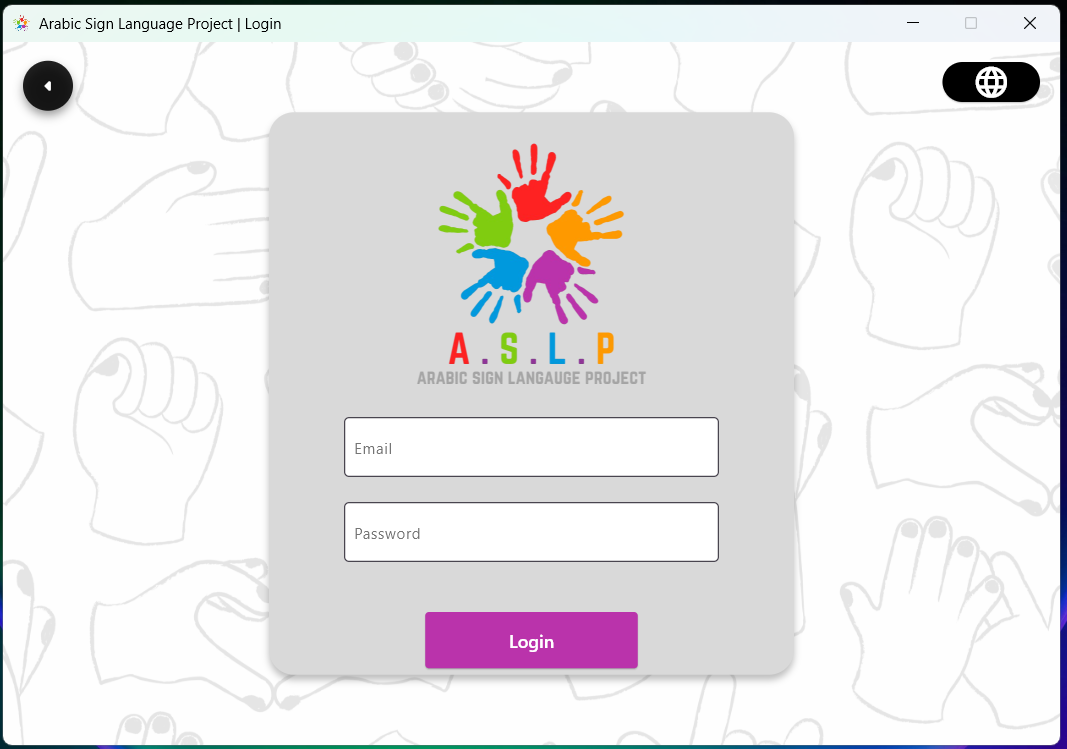 Arabic Sign Language Project | Login
A . S . L . P
ARABIC SIGN LANGAUGE PROJECT
Email
Password
Login